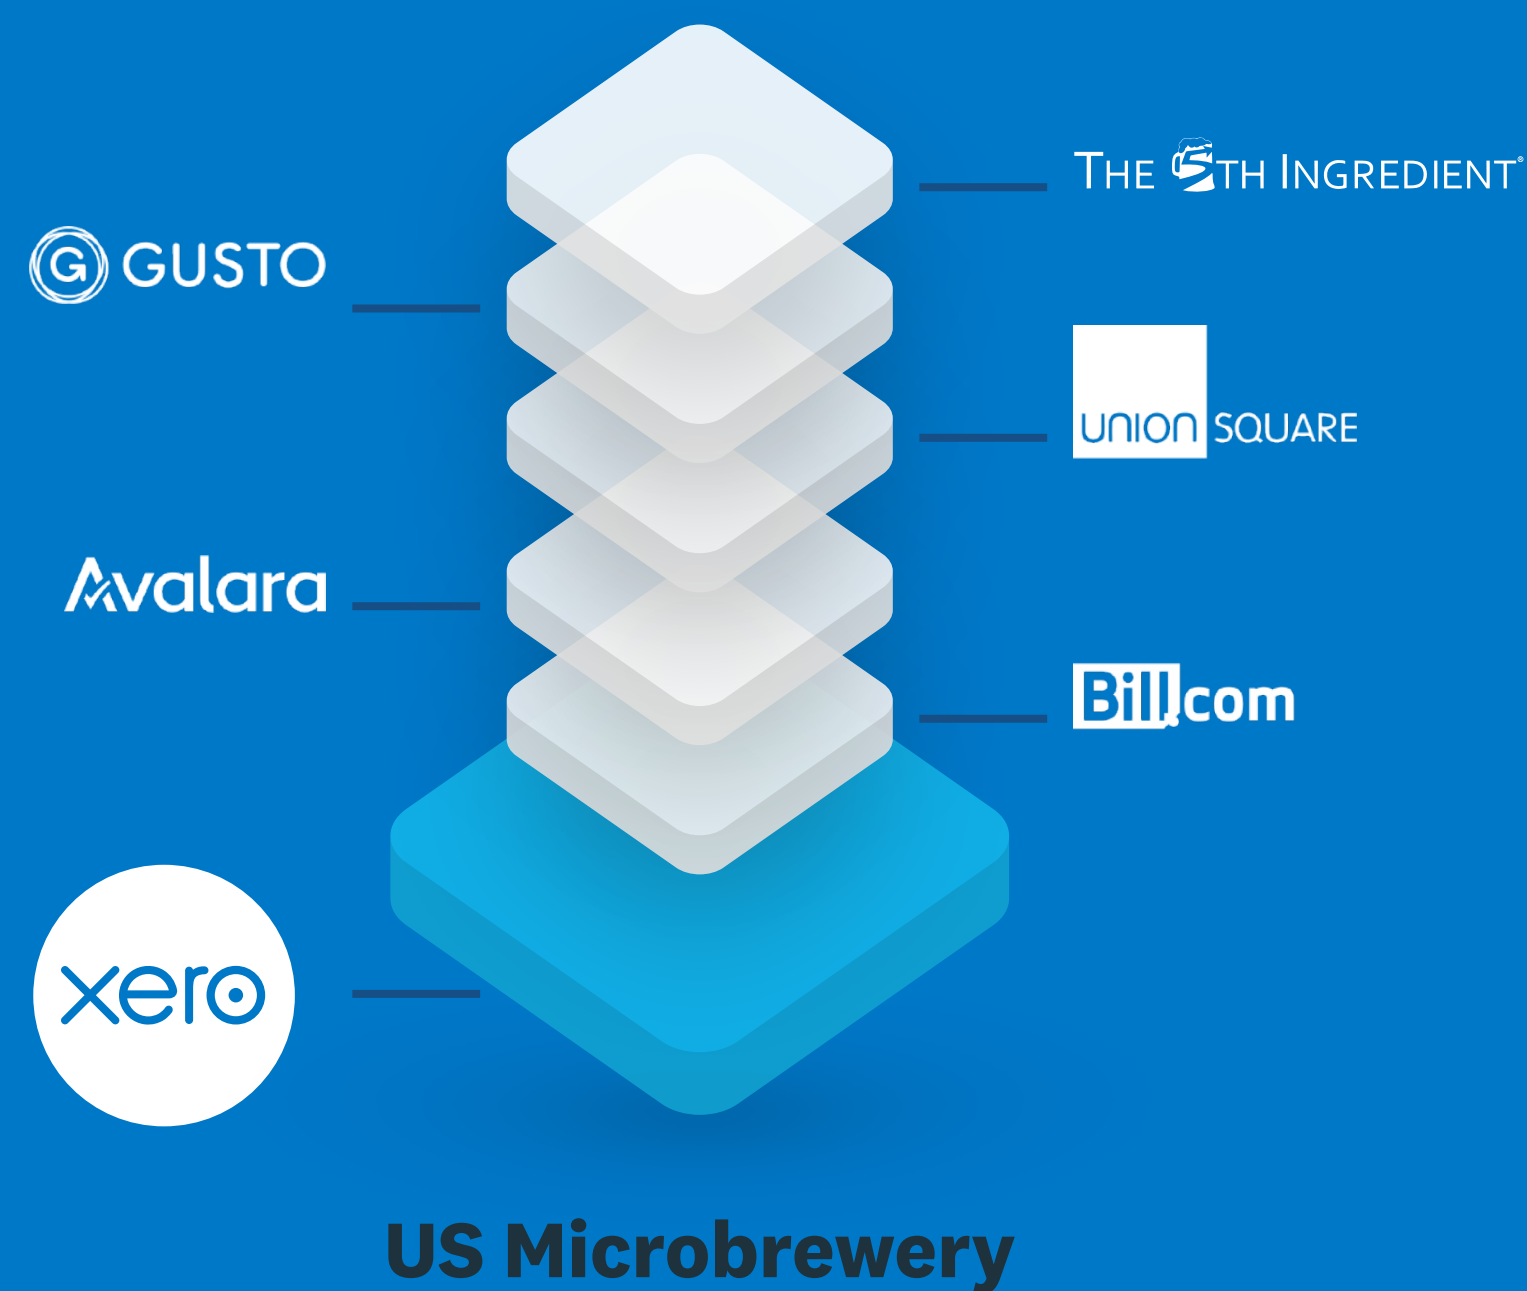 THE 5TH INGREDIENT®
G GUSTO
UNION SQUARE
Avalara
Bill.com
xero
US Microbrewery